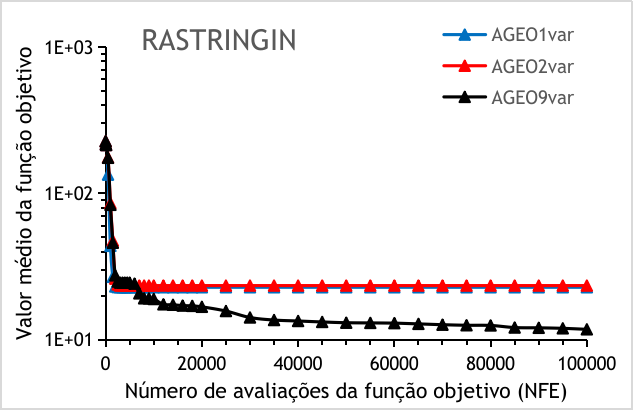 RASTRINGIN
AGEO1var
AGEO2var
AGEO9var
Valor médio da função objetivo
1E+03
1E+02
1E+01
0 20000 40000 60000 80000 100000
Número de avaliações da função objetivo (NFE)